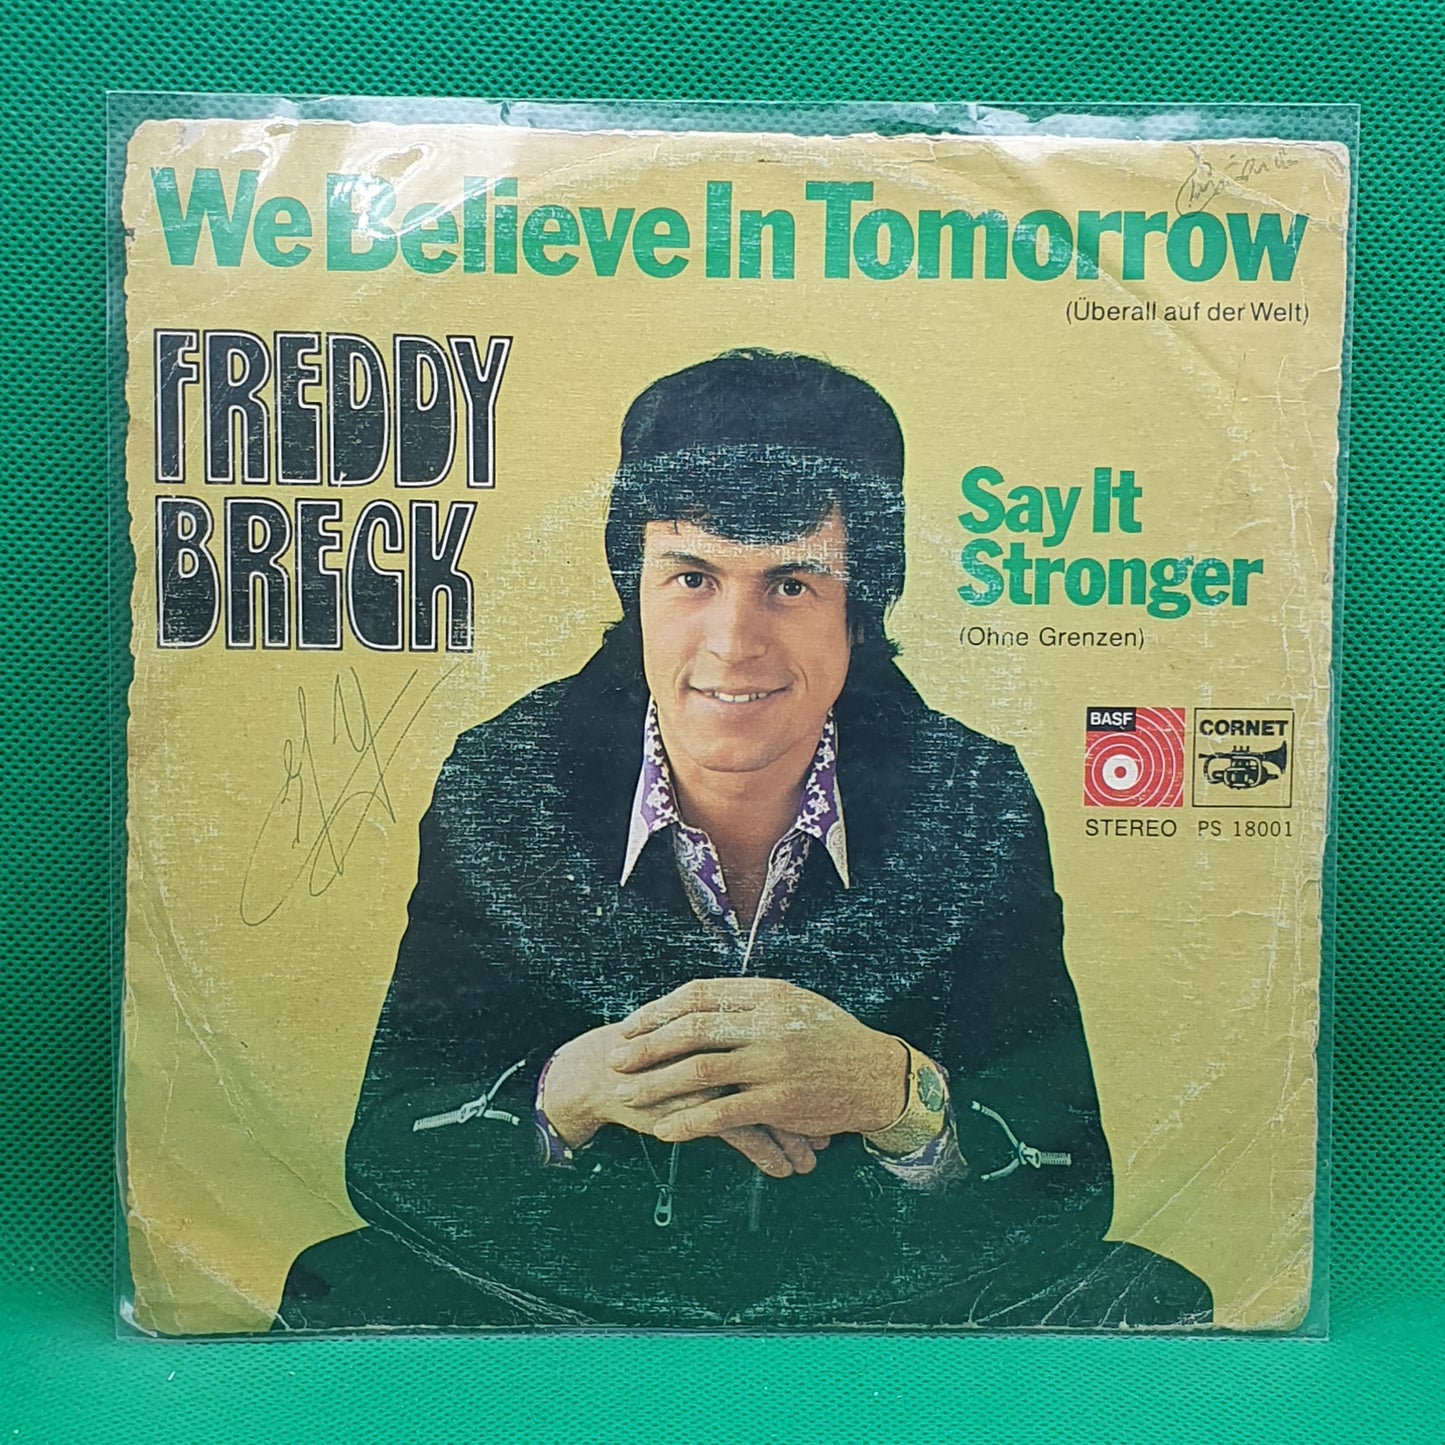 We Believe In Tomorrow
(Überall auf der Welt)
FREDDY
BRECK
Say It
Stronger
(Ohne Grenzen)
BASF
CORNET
STEREO PS 18001